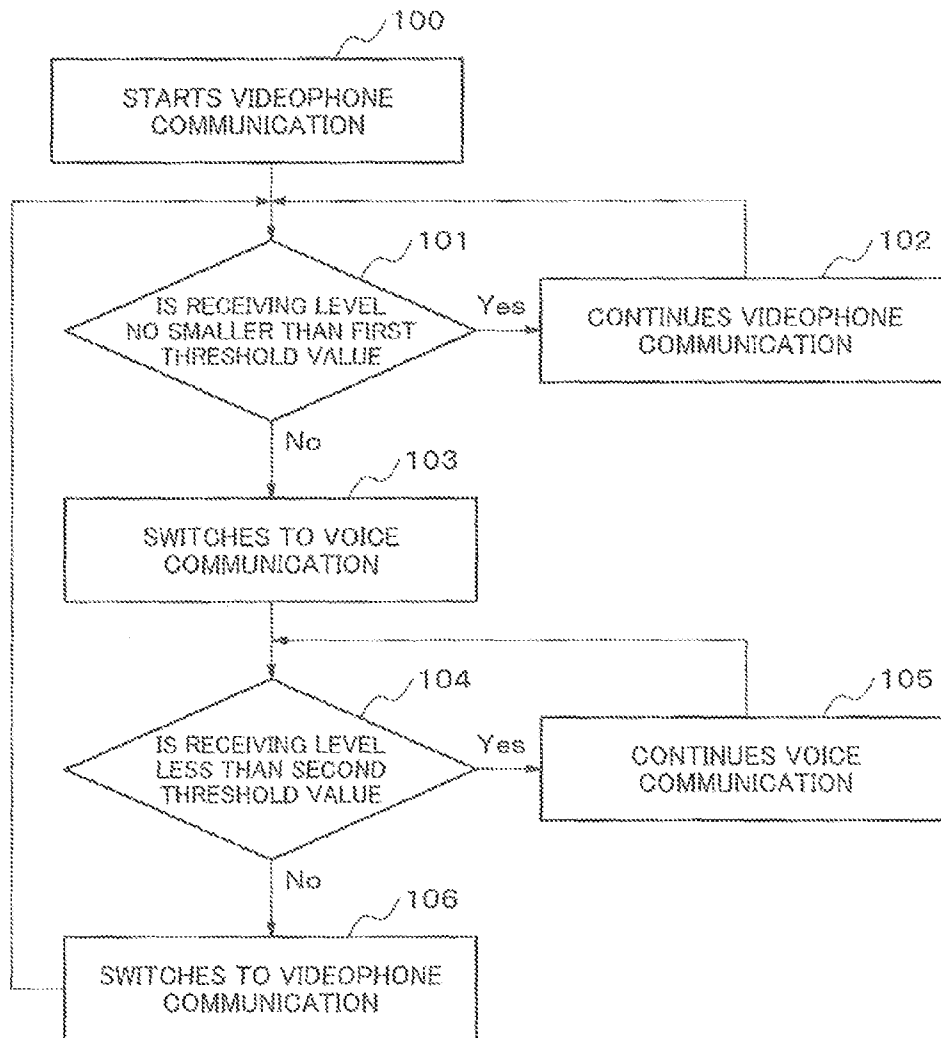 100
STARTS VIDEOPHONE
COMMUNICATION
101
IS RECEIVING LEVEL
NO SMALLER THAN FIRST
THRESHOLD VALUE
Yes
102
CONTINUES VIDEOPHONE
COMMUNICATION
No
103
SWITCHES TO VOICE
COMMUNICATION
104
IS RECEIVING LEVEL
LESS THAN SECOND
THRESHOLD VALUE
Yes
105
CONTINUES VOICE
COMMUNICATION
No
106
SWITCHES TO VIDEOPHONE
COMMUNICATION